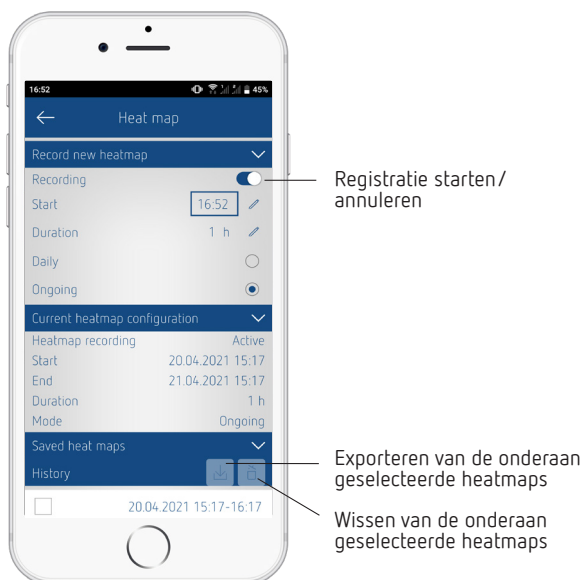 16:52 45%
Heat map
Record new heatmap
Recording
Registratie starten/
annuleren
Start 16:52
Duration 1 h
Daily
Ongoing
Current heatmap configuration
Heatmap recording Active
Start 20.04.2021 15:17
End 21.04.2021 15:17
Duration 1 h
Mode Ongoing
Saved heat maps
History
Exporteren van de onderaan
geselecteerde heatmaps
20.04.2021 15:17-16:17
Wissen van de onderaan
geselecteerde heatmaps